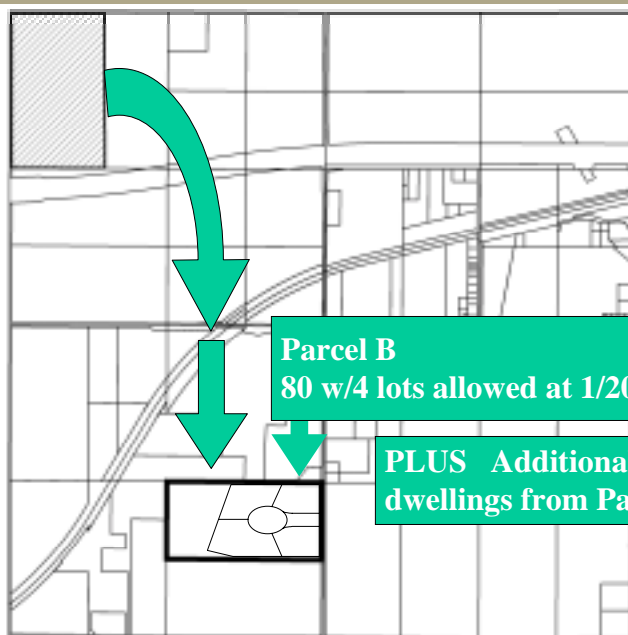 Parcel B
80 w/4 lots allowed at 1/20
PLUS Additiona
dwellings from Pa